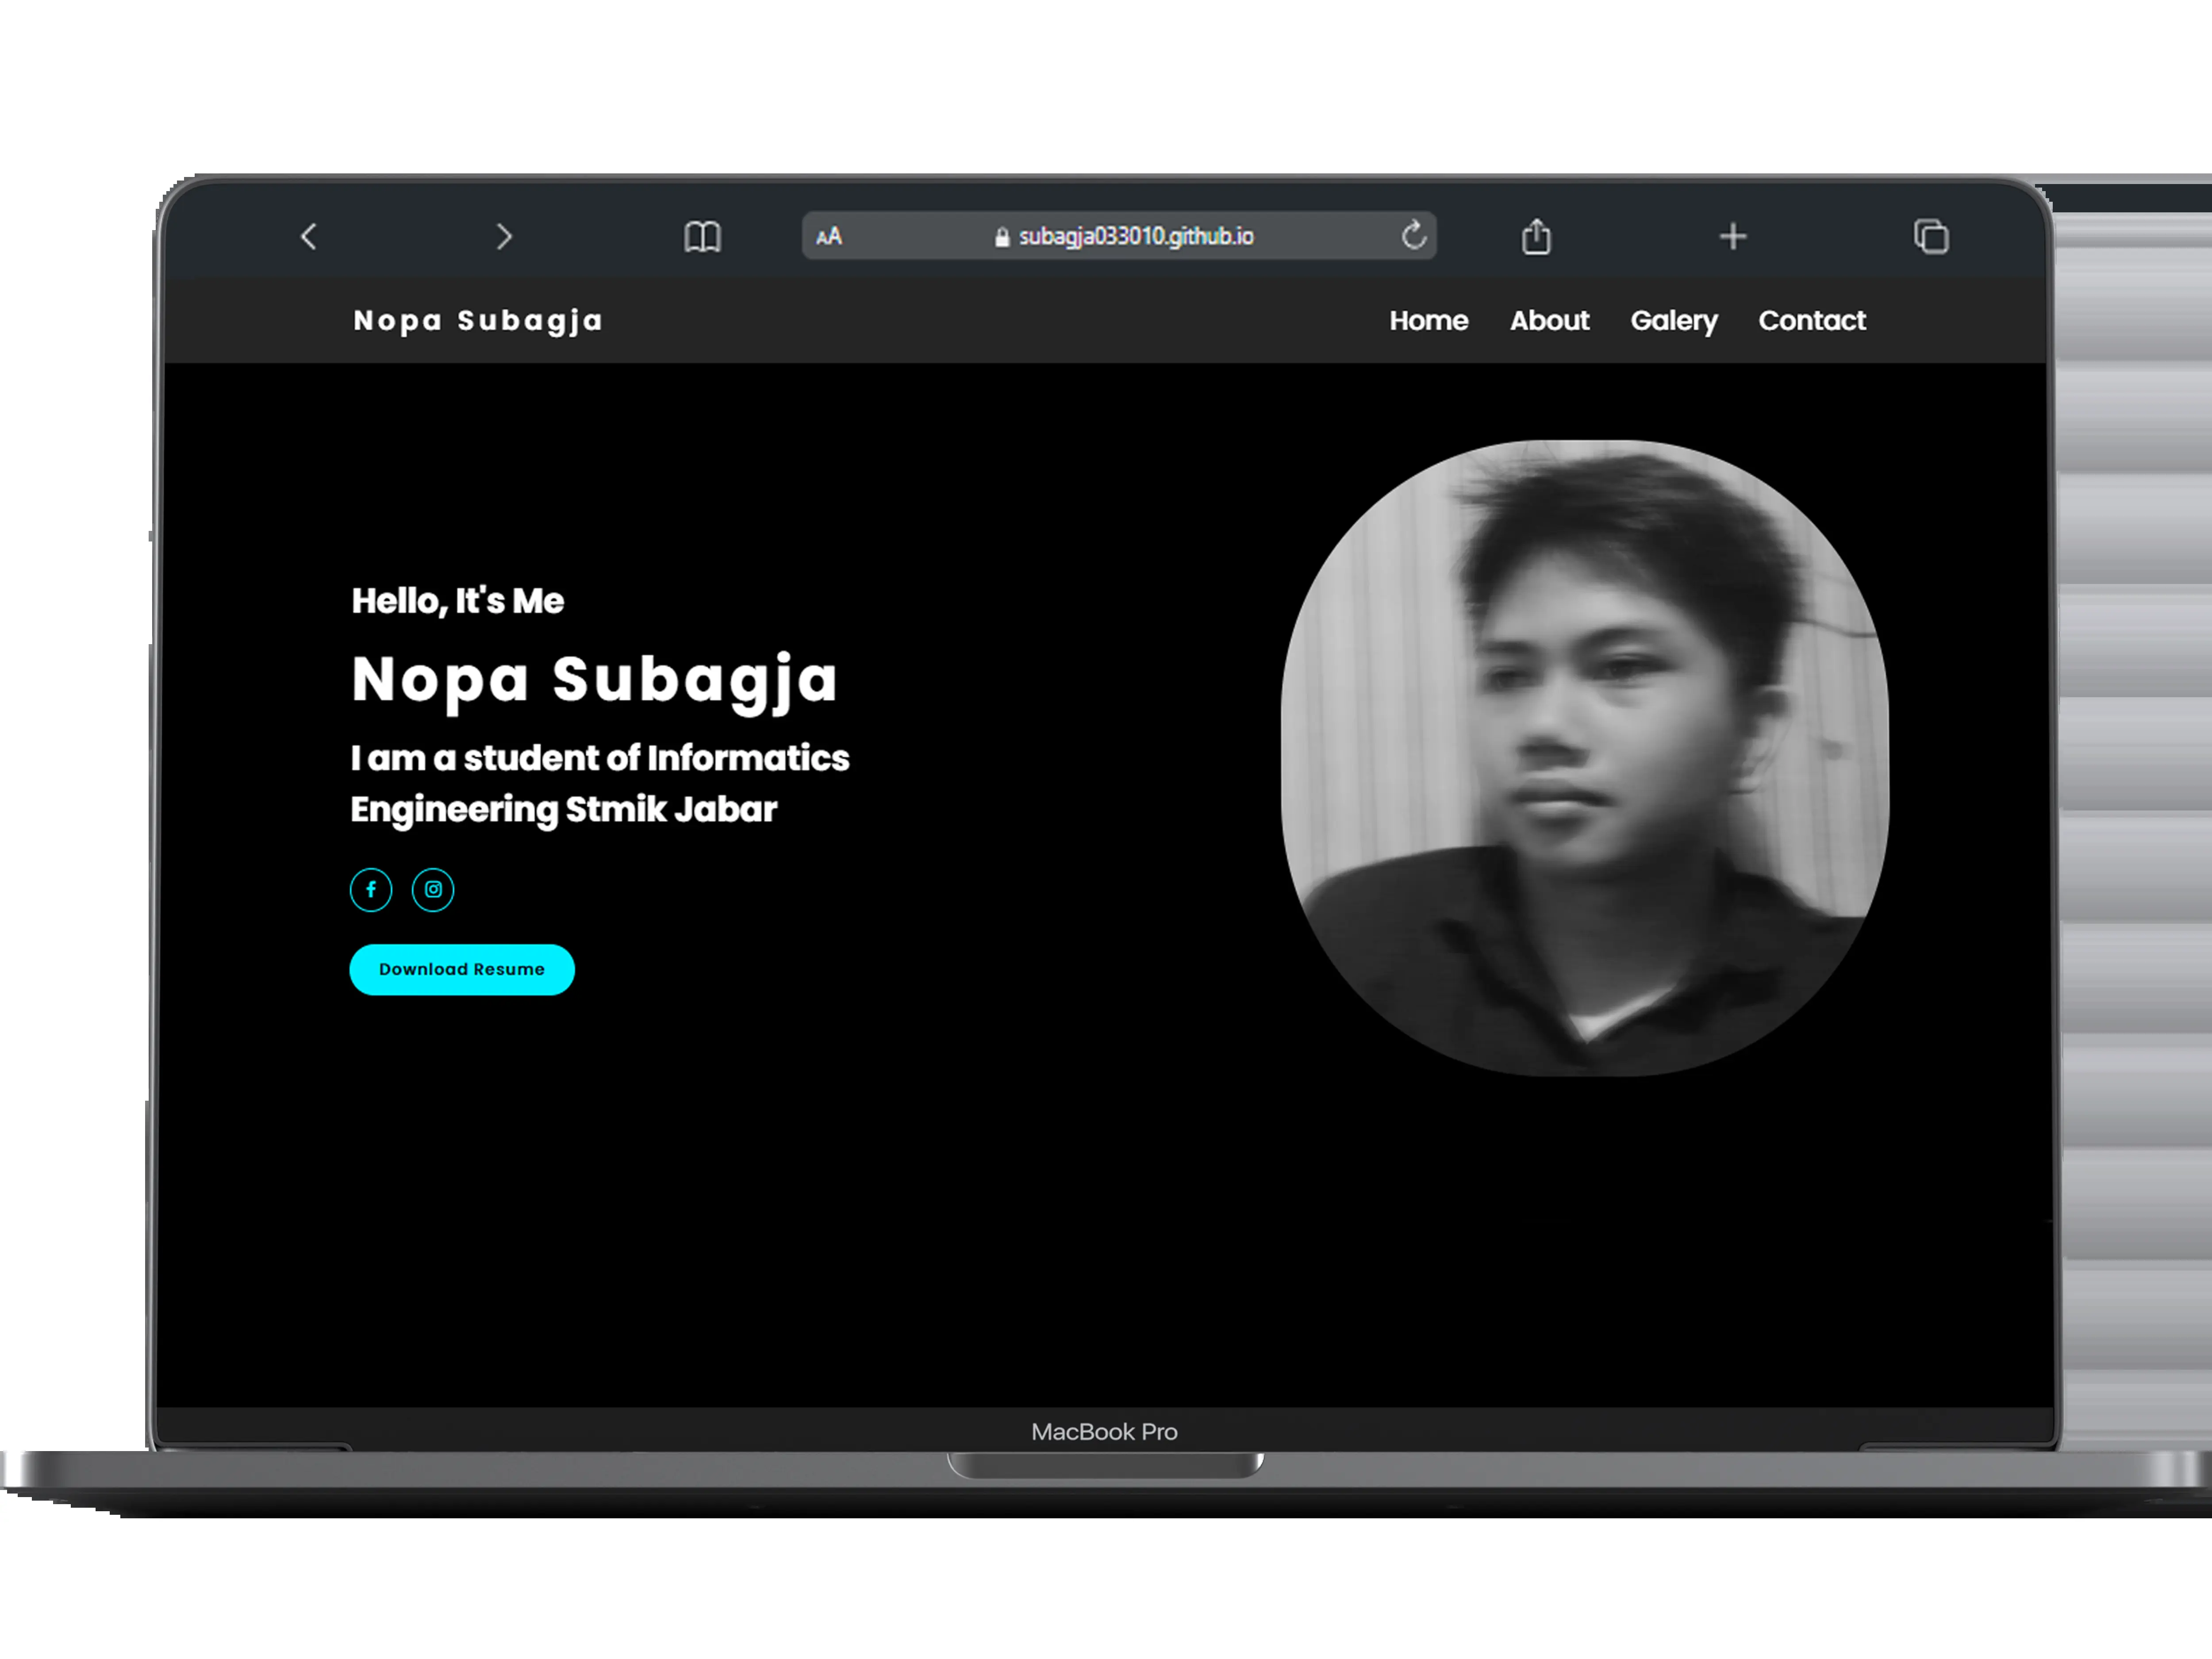 AA subagja033010.github.io
Nopa Subagja Home About Galery Contact
Hello, It's Me
Nopa Subagja
I am a student of Informatics
Engineering Stmik Jabar
Download Resume
MacBook Pro